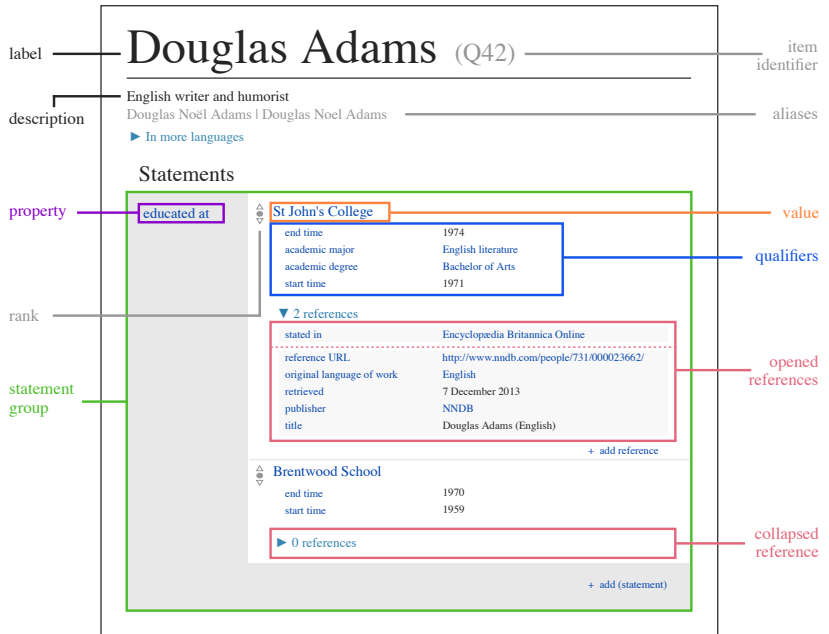 label
Douglas Adams (Q42)
item
identifier
description
English writer and humorist
Douglas Noël Adams | Douglas Noel Adams
aliases
► In more languages
Statements
property
educated at
St John's College
value
end time 1974
academic major English literature
academic degree Bachelor of Arts
start time 1971
qualifiers
rank
▼ 2 references
stated in Encyclopædia Britannica Online
reference URL http://www.nndb.com/people/731/000023662/
original language of work English
retrieved 7 December 2013
publisher NNDB
title Douglas Adams (English)
opened
references
statement
group
+ add reference
Brentwood School
end time 1970
start time 1959
► 0 references
collapsed
reference
+ add (statement)